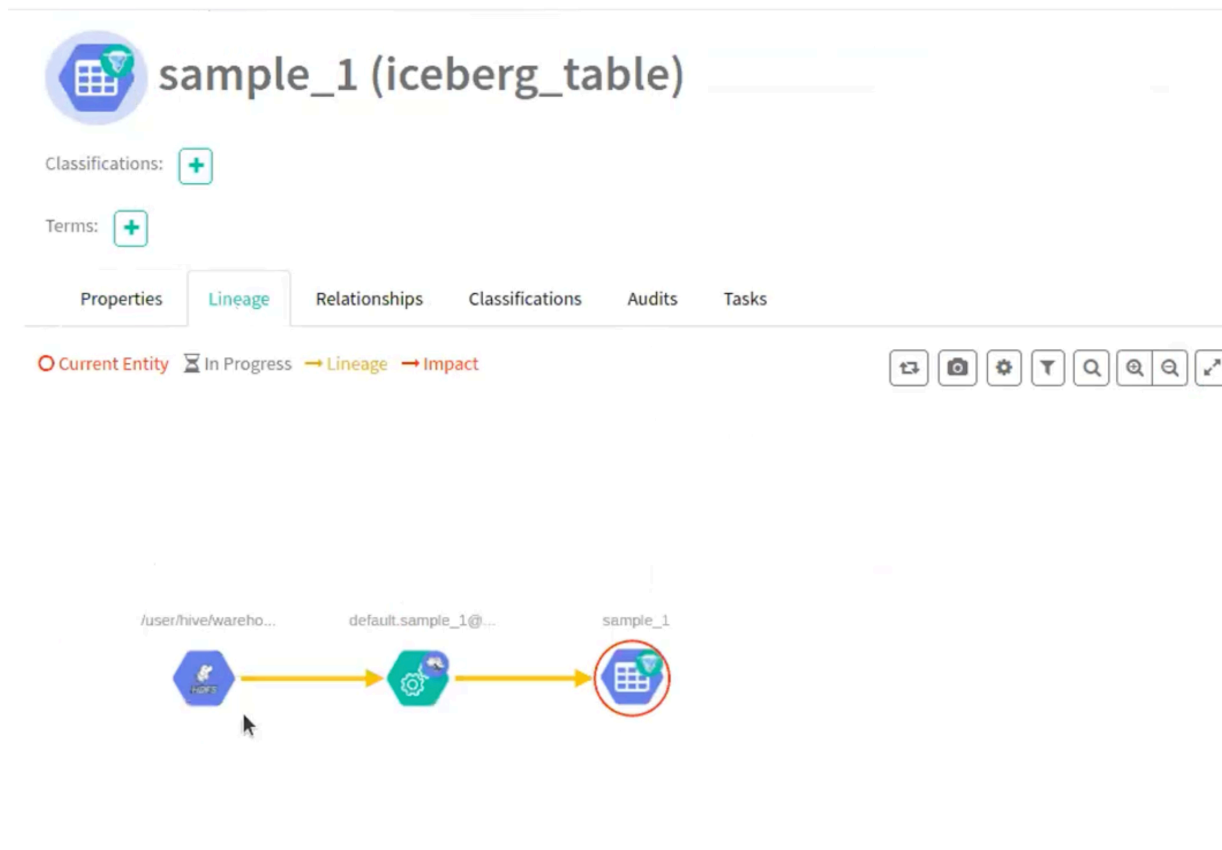 sample_1 (iceberg_table)
Classifications:
Terms:
Properties Lineage Relationships Classifications Audits Tasks
Current Entity In Progress Lineage Impact
/user/hive/wareho... default.sample_1@... sample_1
HDFS